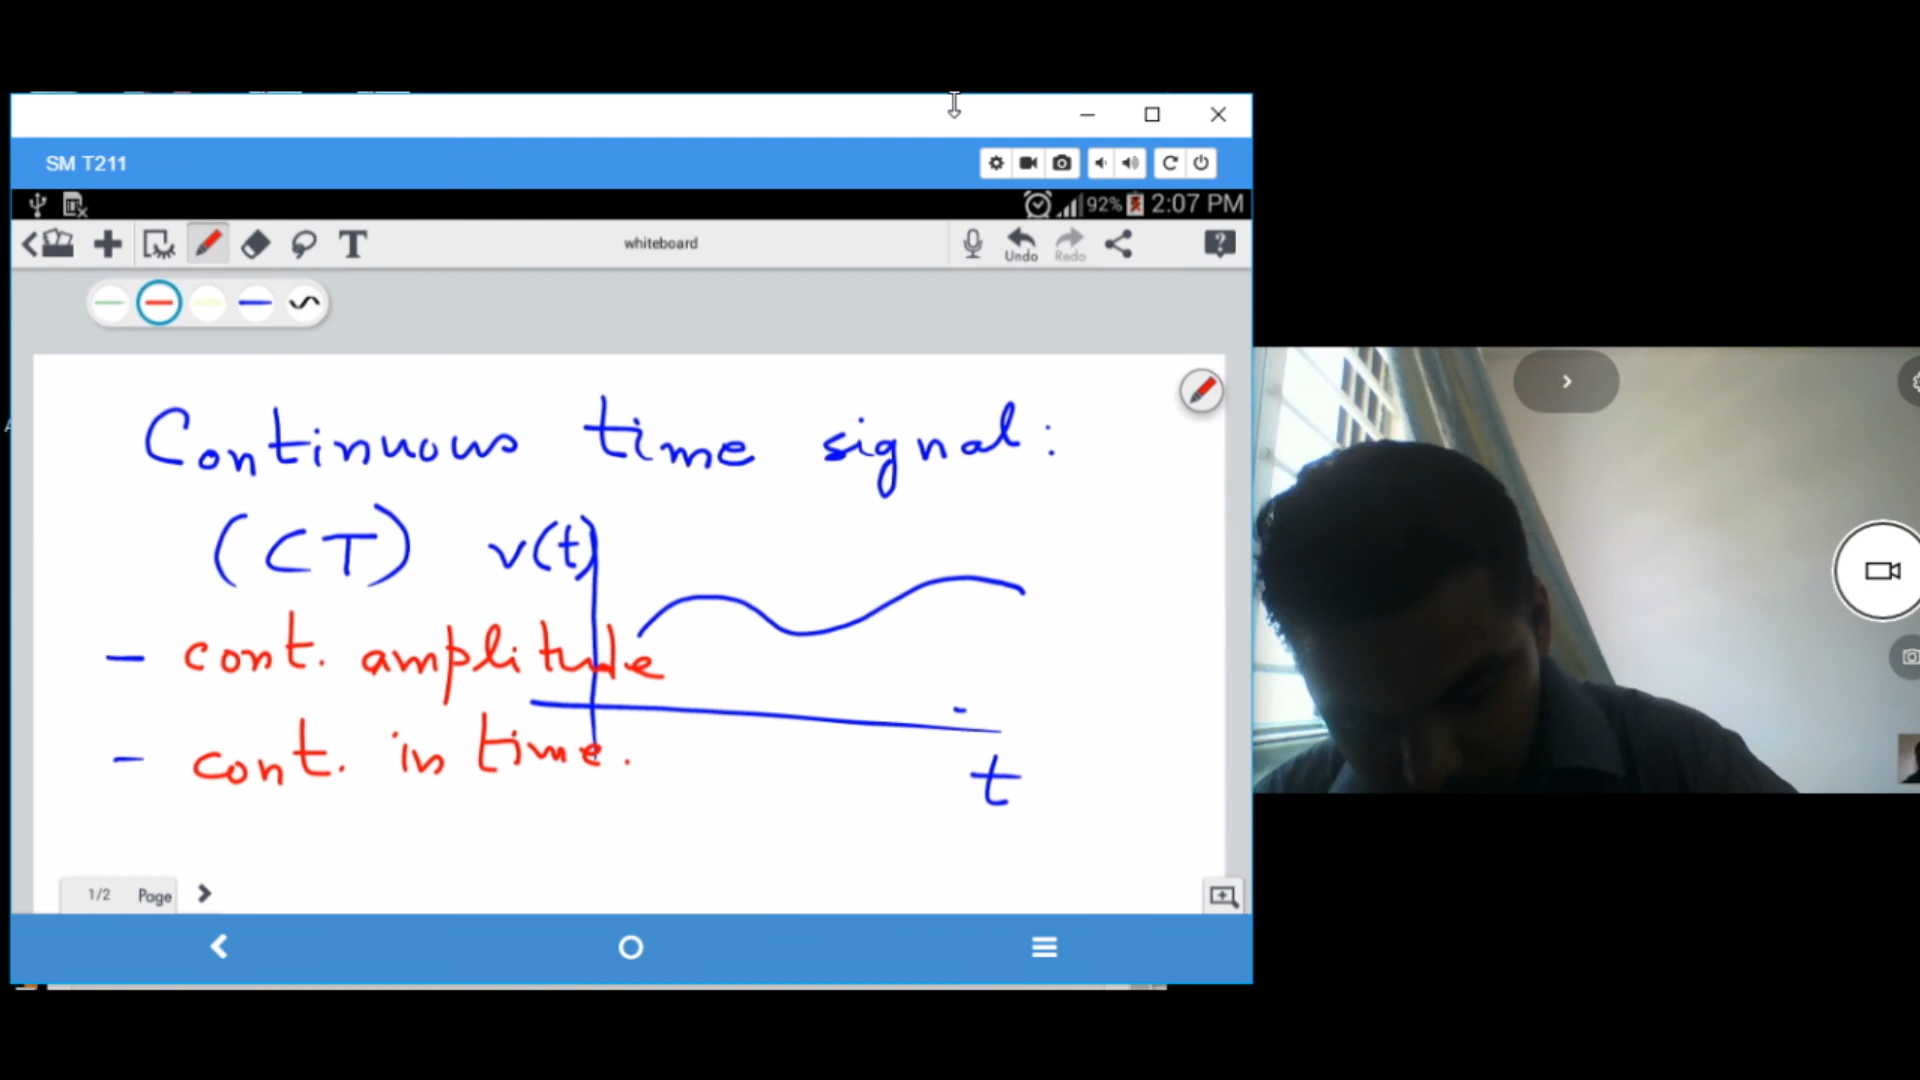 SM T211
92% 2:07 PM
whiteboard
Undo
Redo
T
?
Continuous time signal:
(CT) v(t)
- cont. amplitude
- cont. in time.
t
1/2 Page